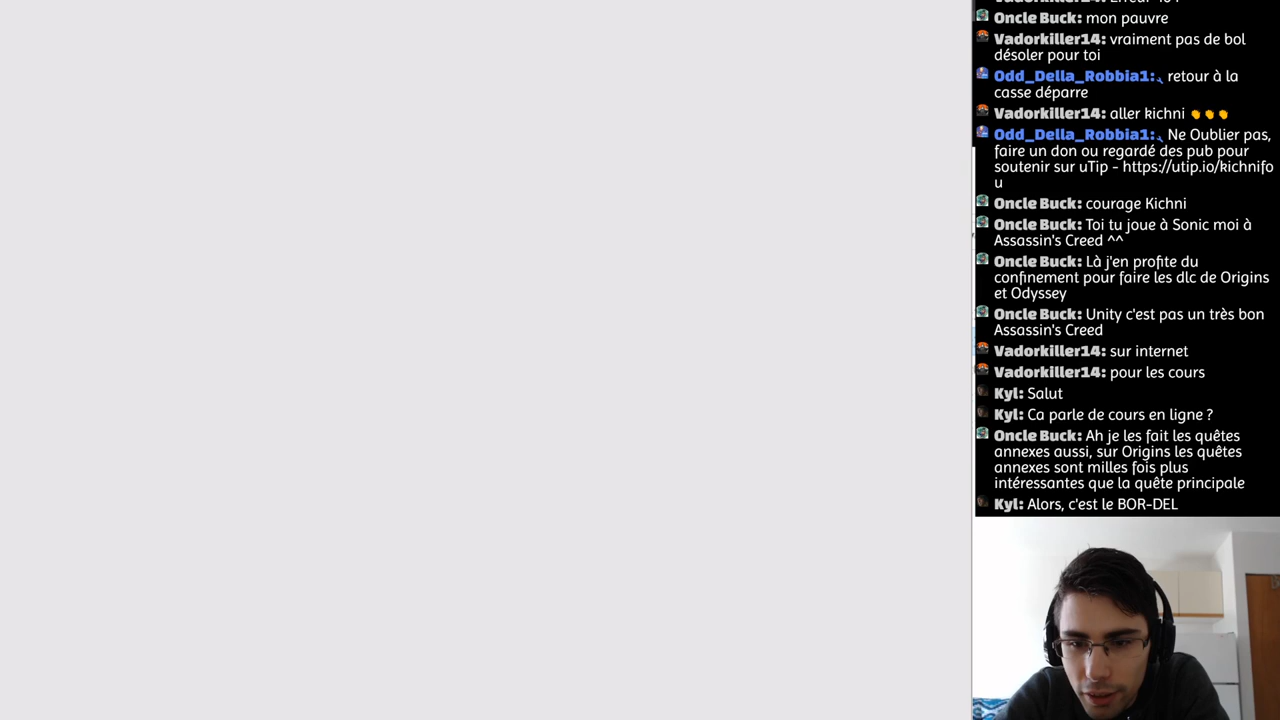 Oncle Buck: mon pauvre
Vadorkiller14: vraiment pas de bol
désoler pour toi
Odd_Della_Robbia1: retour à la
casse déparre
Vadorkiller14: aller kichni 👏👏👏
Odd_Della_Robbia1: Ne Oublier pas,
faire un don ou regardé des pub pour
soutenir sur uTip - https://utip.io/kichnifo
u
Oncle Buck: courage Kichni
Oncle Buck: Toi tu joue à Sonic moi à
Assassin's Creed ^^
Oncle Buck: Là j'en profite du
confinement pour faire les dlc de Origins
et Odyssey
Oncle Buck: Unity c'est pas un très bon
Assassin's Creed
Vadorkiller14: sur internet
Vadorkiller14: pour les cours
Kyl: Salut
Kyl: Ca parle de cours en ligne ?
Oncle Buck: Ah je les fait les quêtes
annexes aussi, sur Origins les quêtes
annexes sont milles fois plus
intéressantes que la quête principale
Kyl: Alors, c'est le BOR-DEL